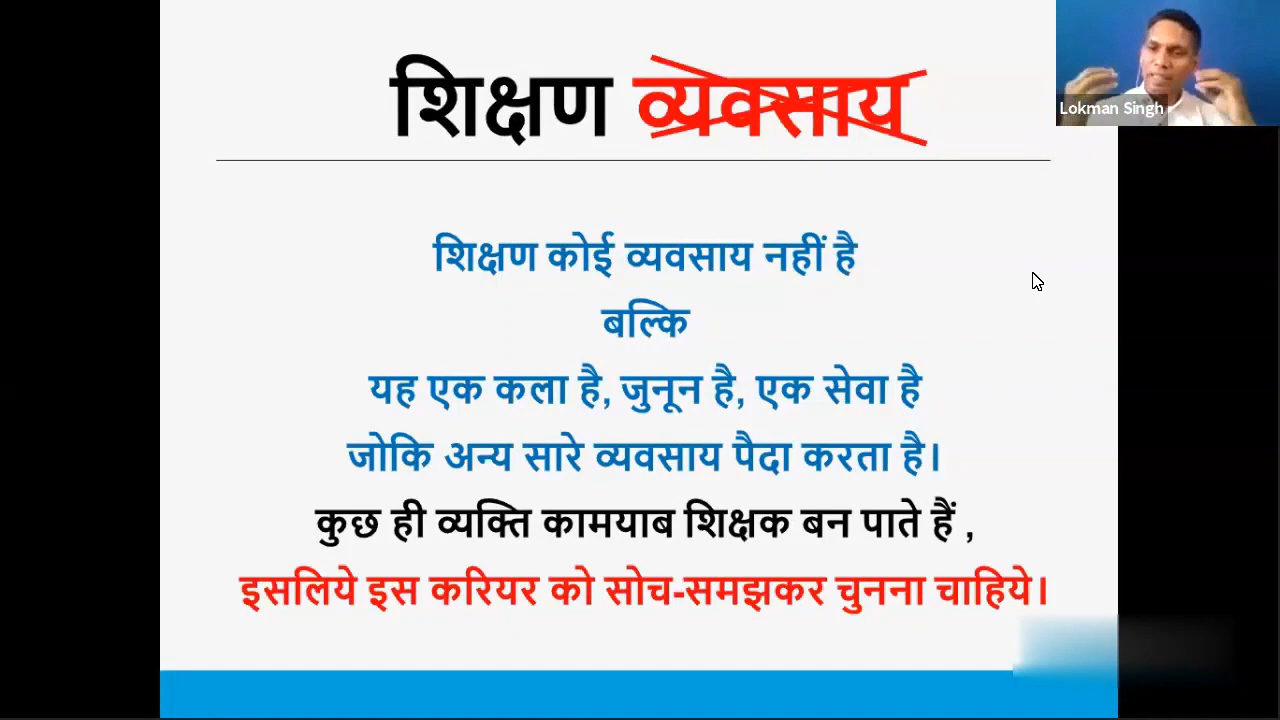 शिक्षण व्यवसाय
Lokman Singh
शिक्षण कोई व्यवसाय नहीं है
बल्कि
यह एक कला है, जुनून है, एक सेवा है
जोकि अन्य सारे व्यवसाय पैदा करता है।
कुछ ही व्यक्ति कामयाब शिक्षक बन पाते हैं ,
इसलिये इस करियर को सोच-समझकर चुनना चाहिये।